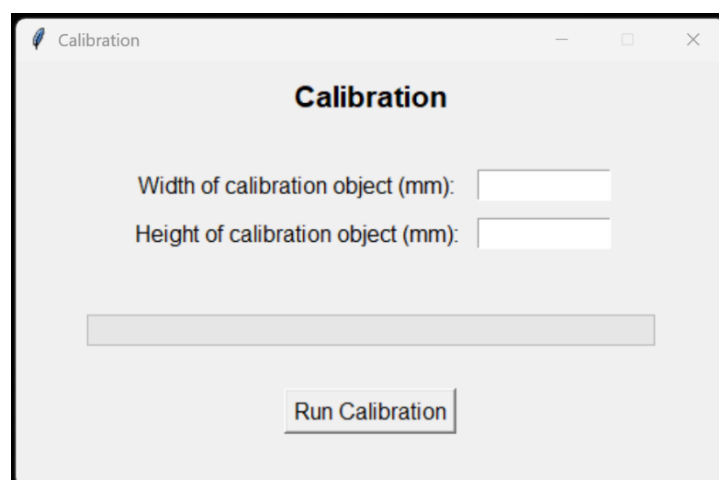 Calibration
Calibration
Width of calibration object (mm):
Height of calibration object (mm):
Run Calibration